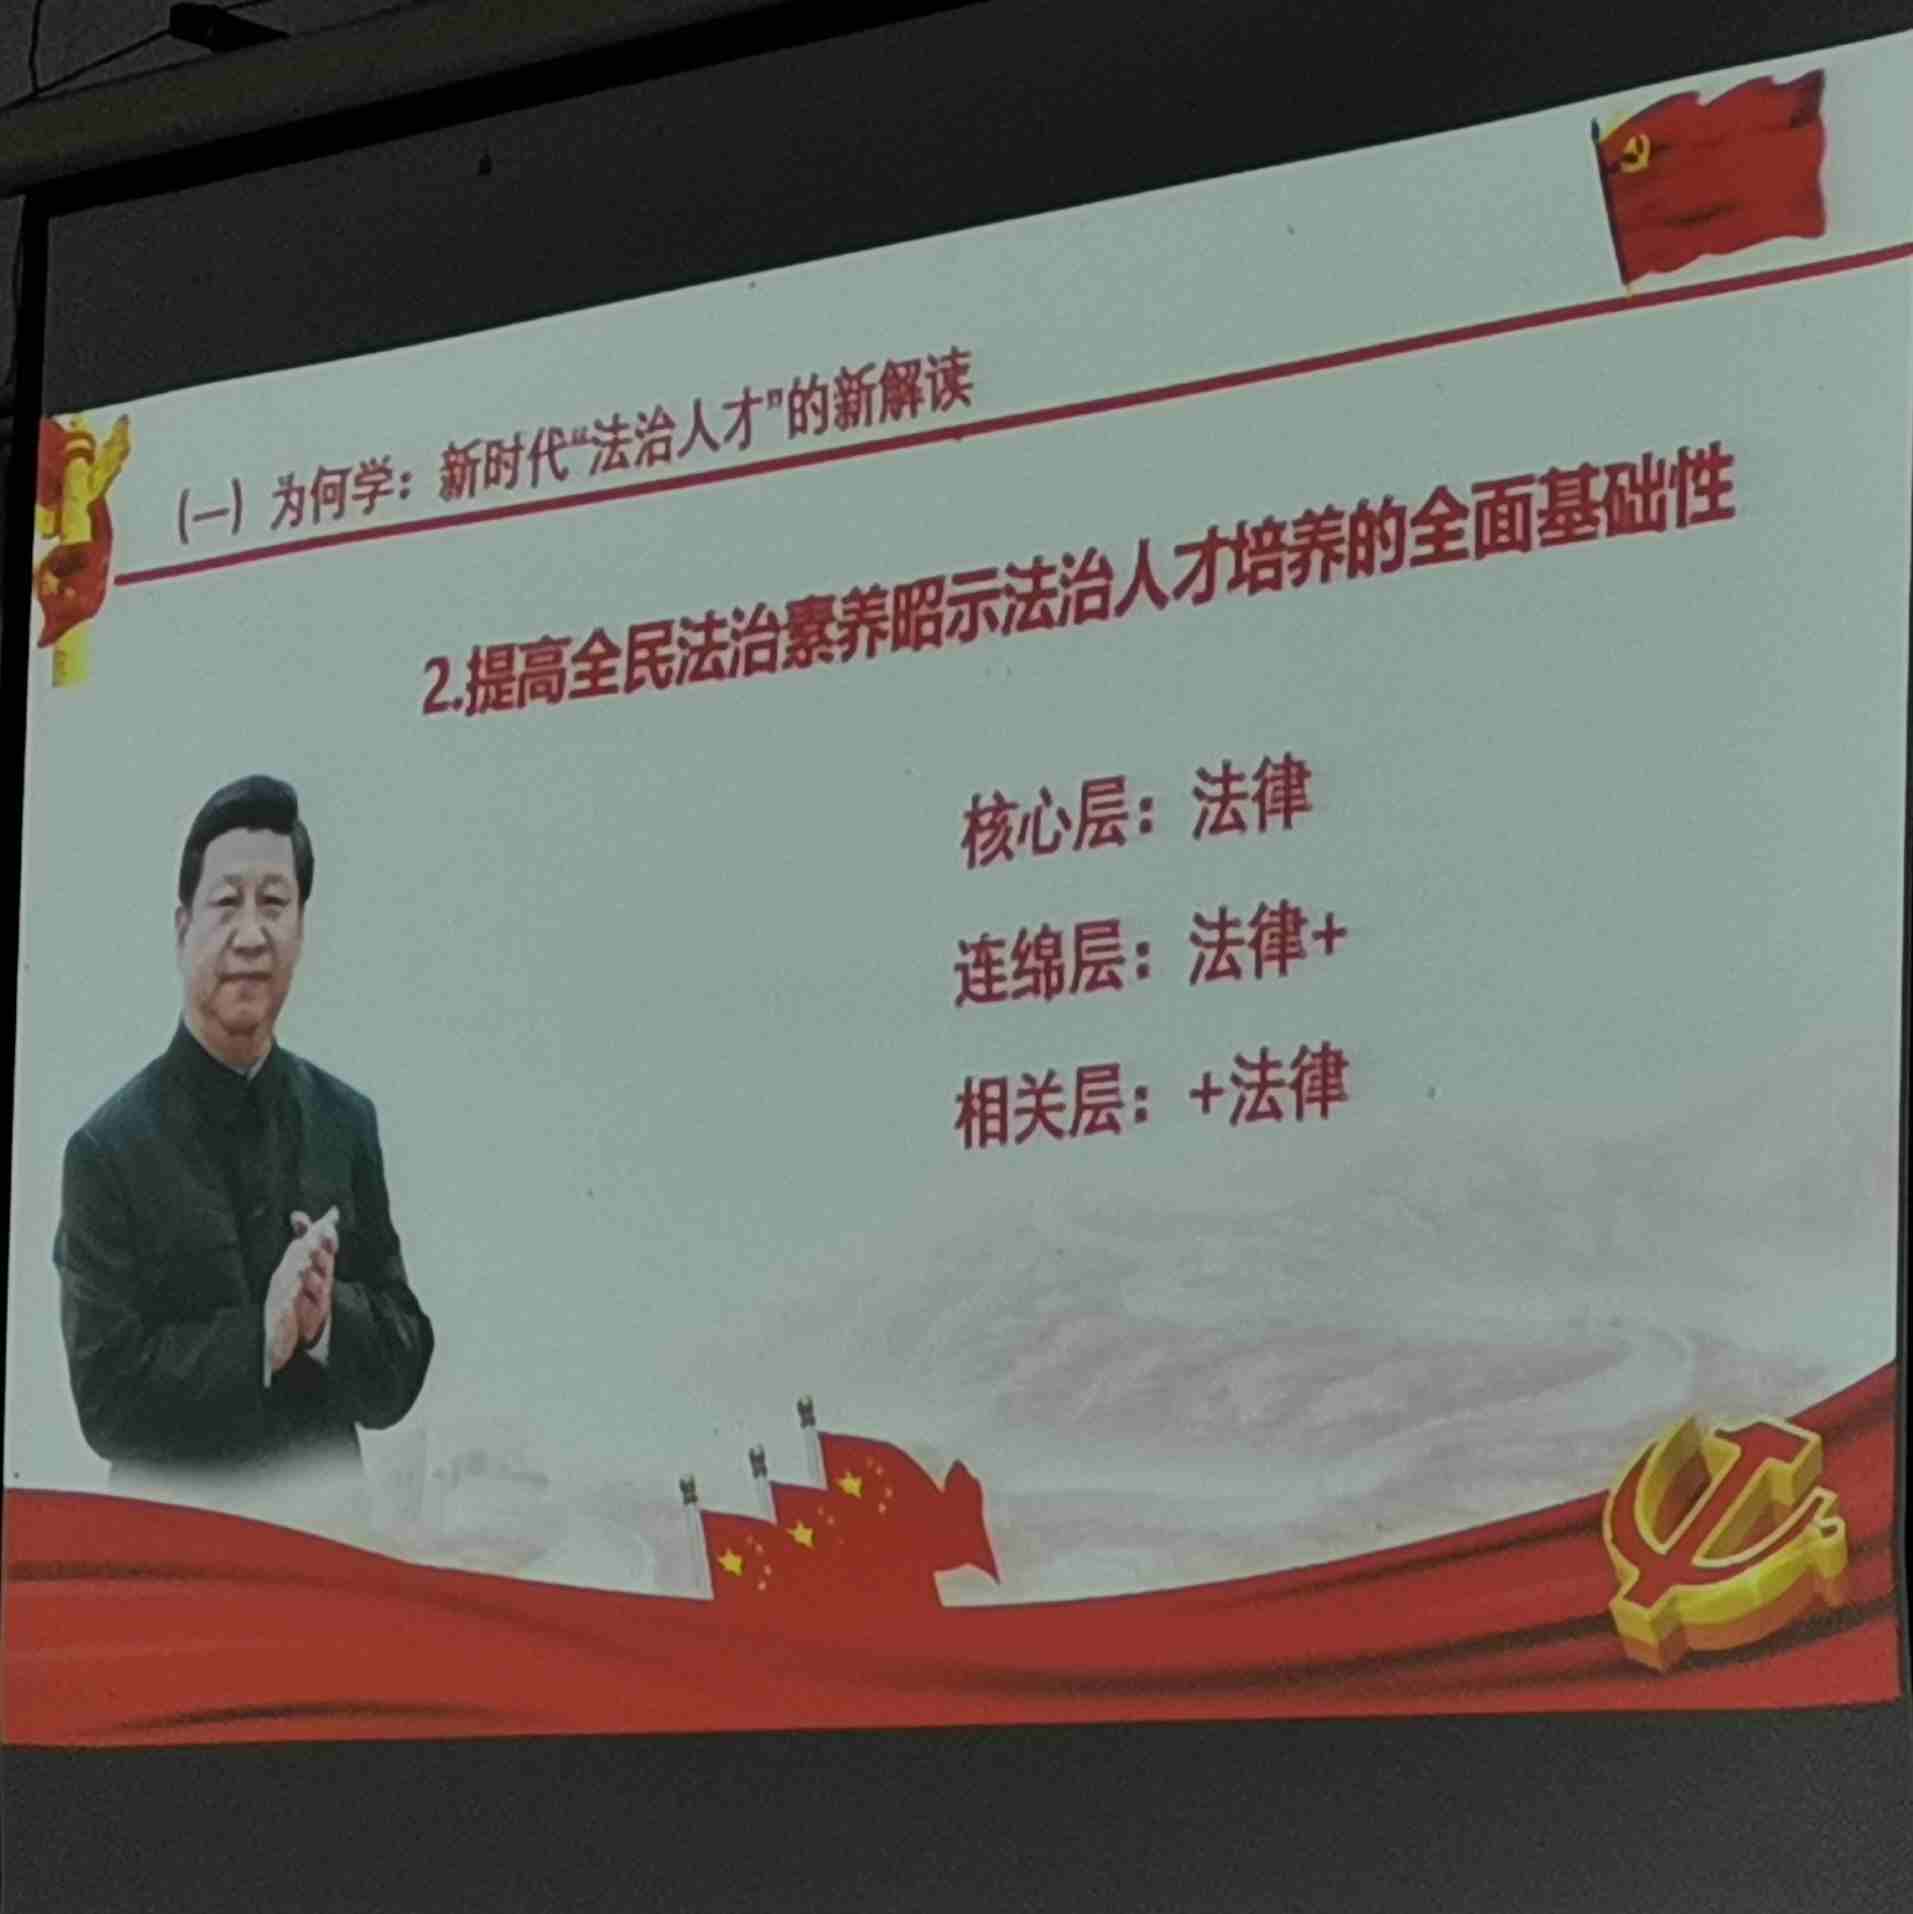 (一) 为何学：新时代“法治人才”的新解读
2.提高全民法治素养昭示法治人才培养的全面基础性
核心层：法律
连绵层：法律+
相关层：+法律